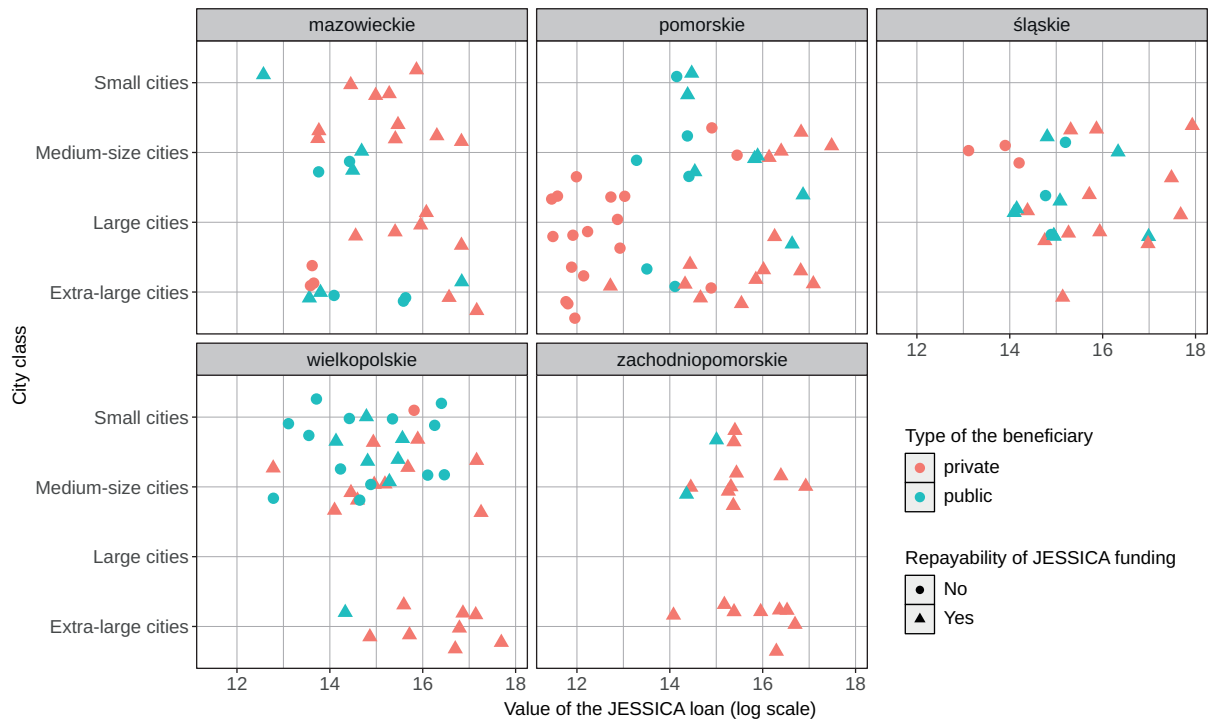 mazowieckie
pomorskie
śląskie
Small cities
Medium-size cities
Large cities
Extra-large cities
12 14 16 18
wielkopolskie
zachodniopomorskie
City class
Small cities
Medium-size cities
Large cities
Extra-large cities
12 14 16 18
12 14 16 18
Value of the JESSICA loan (log scale)
Type of the beneficiary
private
public
Repayability of JESSICA funding
No
Yes